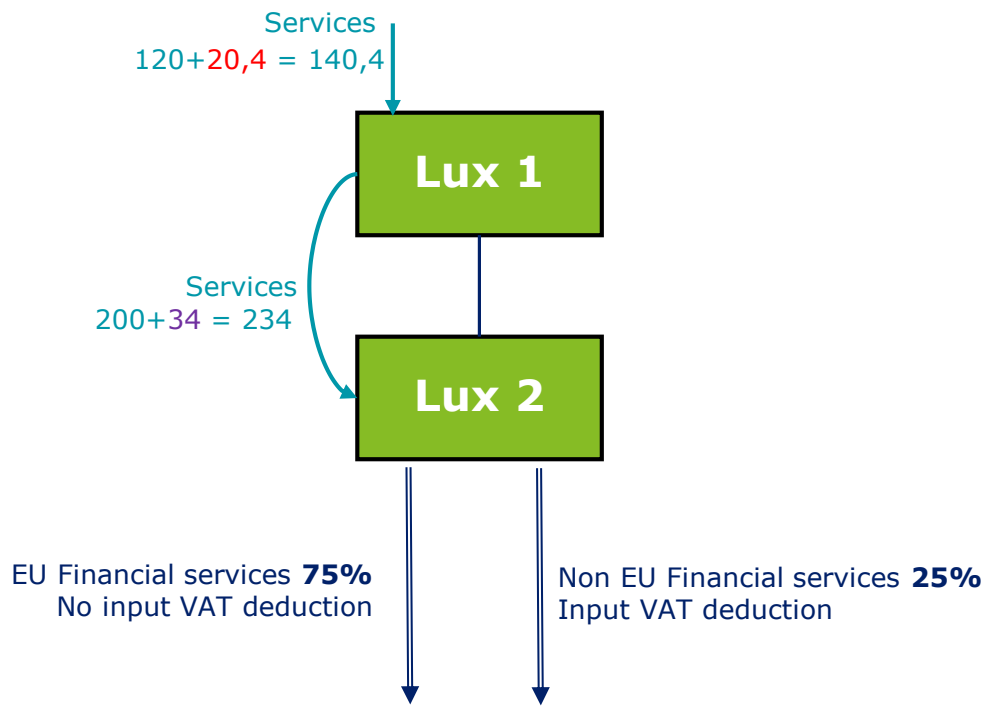 Services
120+20,4 = 140,4
Lux 1
Services
200+34 = 234
Lux 2
EU Financial services 75%
No input VAT deduction
Non EU Financial services 25%
Input VAT deduction